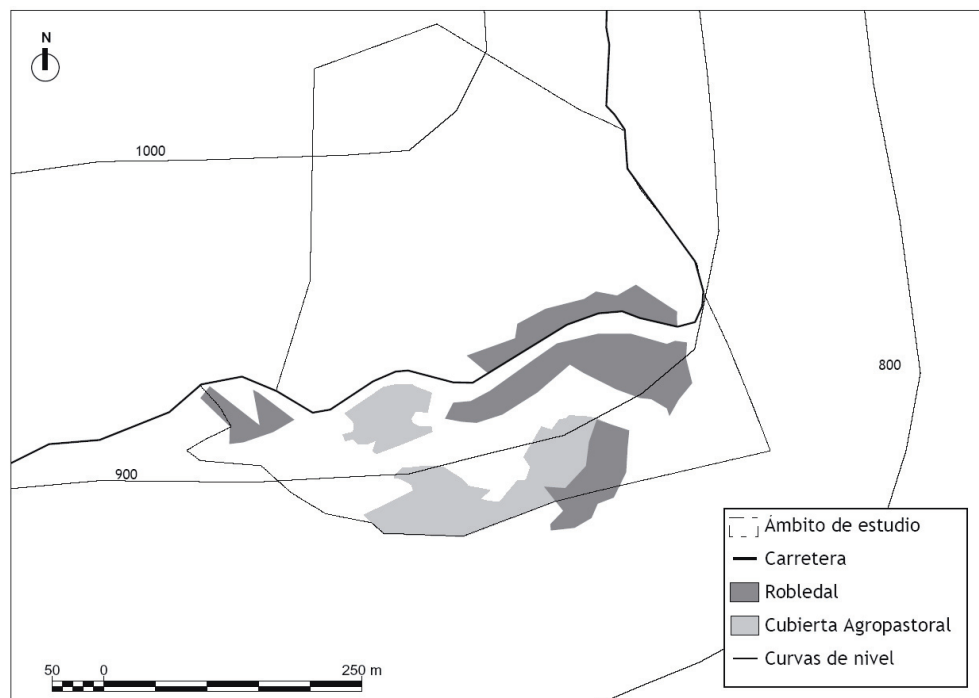 N
1000
800
900
Ámbito de estudio
Carretera
Robledal
Cubierta Agropastoral
Curvas de nivel
50 0 250 m